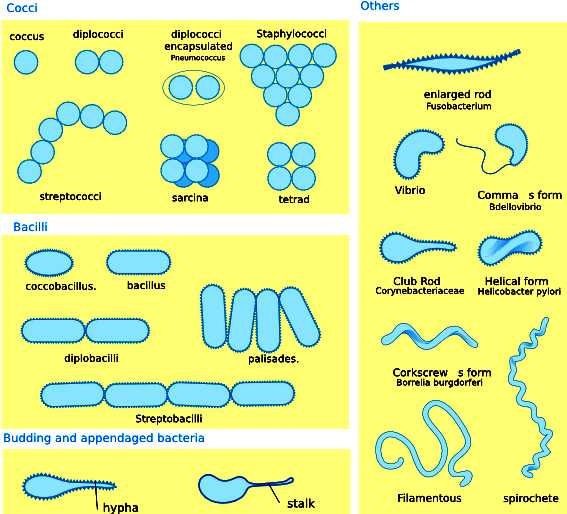 Cocci
coccus
diplococci
diplococci
encapsulated
Pneumococcus
Staphylococci
streptococci
sarcina
tetrad
Bacilli
coccobacillus.
bacillus
diplobacilli
palisades.
Streptobacilli
Budding and appendaged bacteria
hypha
stalk
Others
enlarged rod
Fusobacterium
Vibrio
Comma s form
Bdellovibrio
Club Rod
Corynebacteriaceae
Helical form
Helicobacter pylori
Corkscrew s form
Borrelia burgdorferi
Filamentous
spirochete